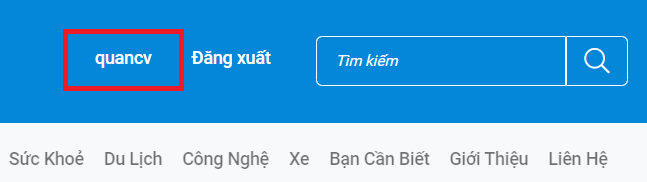 quancv Đăng xuất Tìm kiếm
Sức Khoẻ Du Lịch Công Nghệ Xe Bạn Cần Biết Giới Thiệu Liên Hệ